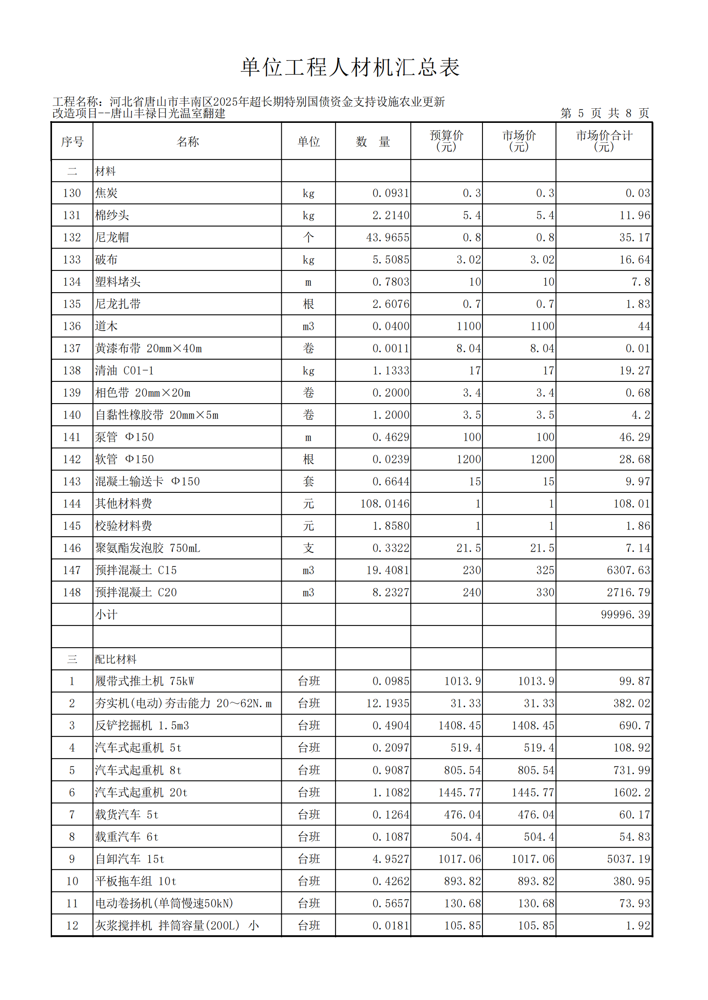 单位工程人材机汇总表
工程名称：河北省唐山市丰南区2025年超长期特别国债资金支持设施农业更新
改造项目--唐山丰禄日光温室翻建 第 5 页 共 8 页
序号 名称 单位 数 量 预算价(元) 市场价(元) 市场价合计(元)
二 材料
130 焦炭 kg 0.0931 0.3 0.3 0.03
131 棉纱头 kg 2.2140 5.4 5.4 11.96
132 尼龙帽 个 43.9655 0.8 0.8 35.17
133 破布 kg 5.5085 3.02 3.02 16.64
134 塑料堵头 m 0.7803 10 10 7.8
135 尼龙扎带 根 2.6076 0.7 0.7 1.83
136 道木 m3 0.0400 1100 1100 44
137 黄漆布带 20mm×40m 卷 0.0011 8.04 8.04 0.01
138 清油 C01-1 kg 1.1333 17 17 19.27
139 相色带 20mm×20m 卷 0.2000 3.4 3.4 0.68
140 自黏性橡胶带 20mm×5m 卷 1.2000 3.5 3.5 4.2
141 泵管 Φ150 m 0.4629 100 100 46.29
142 软管 Φ150 根 0.0239 1200 1200 28.68
143 混凝土输送卡 Φ150 套 0.6644 15 15 9.97
144 其他材料费 元 108.0146 1 1 108.01
145 校验材料费 元 1.8580 1 1 1.86
146 聚氨酯发泡胶 750mL 支 0.3322 21.5 21.5 7.14
147 预拌混凝土 C15 m3 19.4081 230 325 6307.63
148 预拌混凝土 C20 m3 8.2327 240 330 2716.79
小计 99996.39
三 配比材料
1 履带式推土机 75kW 台班 0.0985 1013.9 1013.9 99.87
2 夯实机(电动)夯击能力 20～62N.m 台班 12.1935 31.33 31.33 382.02
3 反铲挖掘机 1.5m3 台班 0.4904 1408.45 1408.45 690.7
4 汽车式起重机 5t 台班 0.2097 519.4 519.4 108.92
5 汽车式起重机 8t 台班 0.9087 805.54 805.54 731.99
6 汽车式起重机 20t 台班 1.1082 1445.77 1445.77 1602.2
7 载货汽车 5t 台班 0.1264 476.04 476.04 60.17
8 载重汽车 6t 台班 0.1087 504.4 504.4 54.83
9 自卸汽车 15t 台班 4.9527 1017.06 1017.06 5037.19
10 平板拖车组 10t 台班 0.4262 893.82 893.82 380.95
11 电动卷扬机(单筒慢速50kN) 台班 0.5657 130.68 130.68 73.93
12 灰浆搅拌机 拌筒容量(200L) 小 台班 0.0181 105.85 105.85 1.92